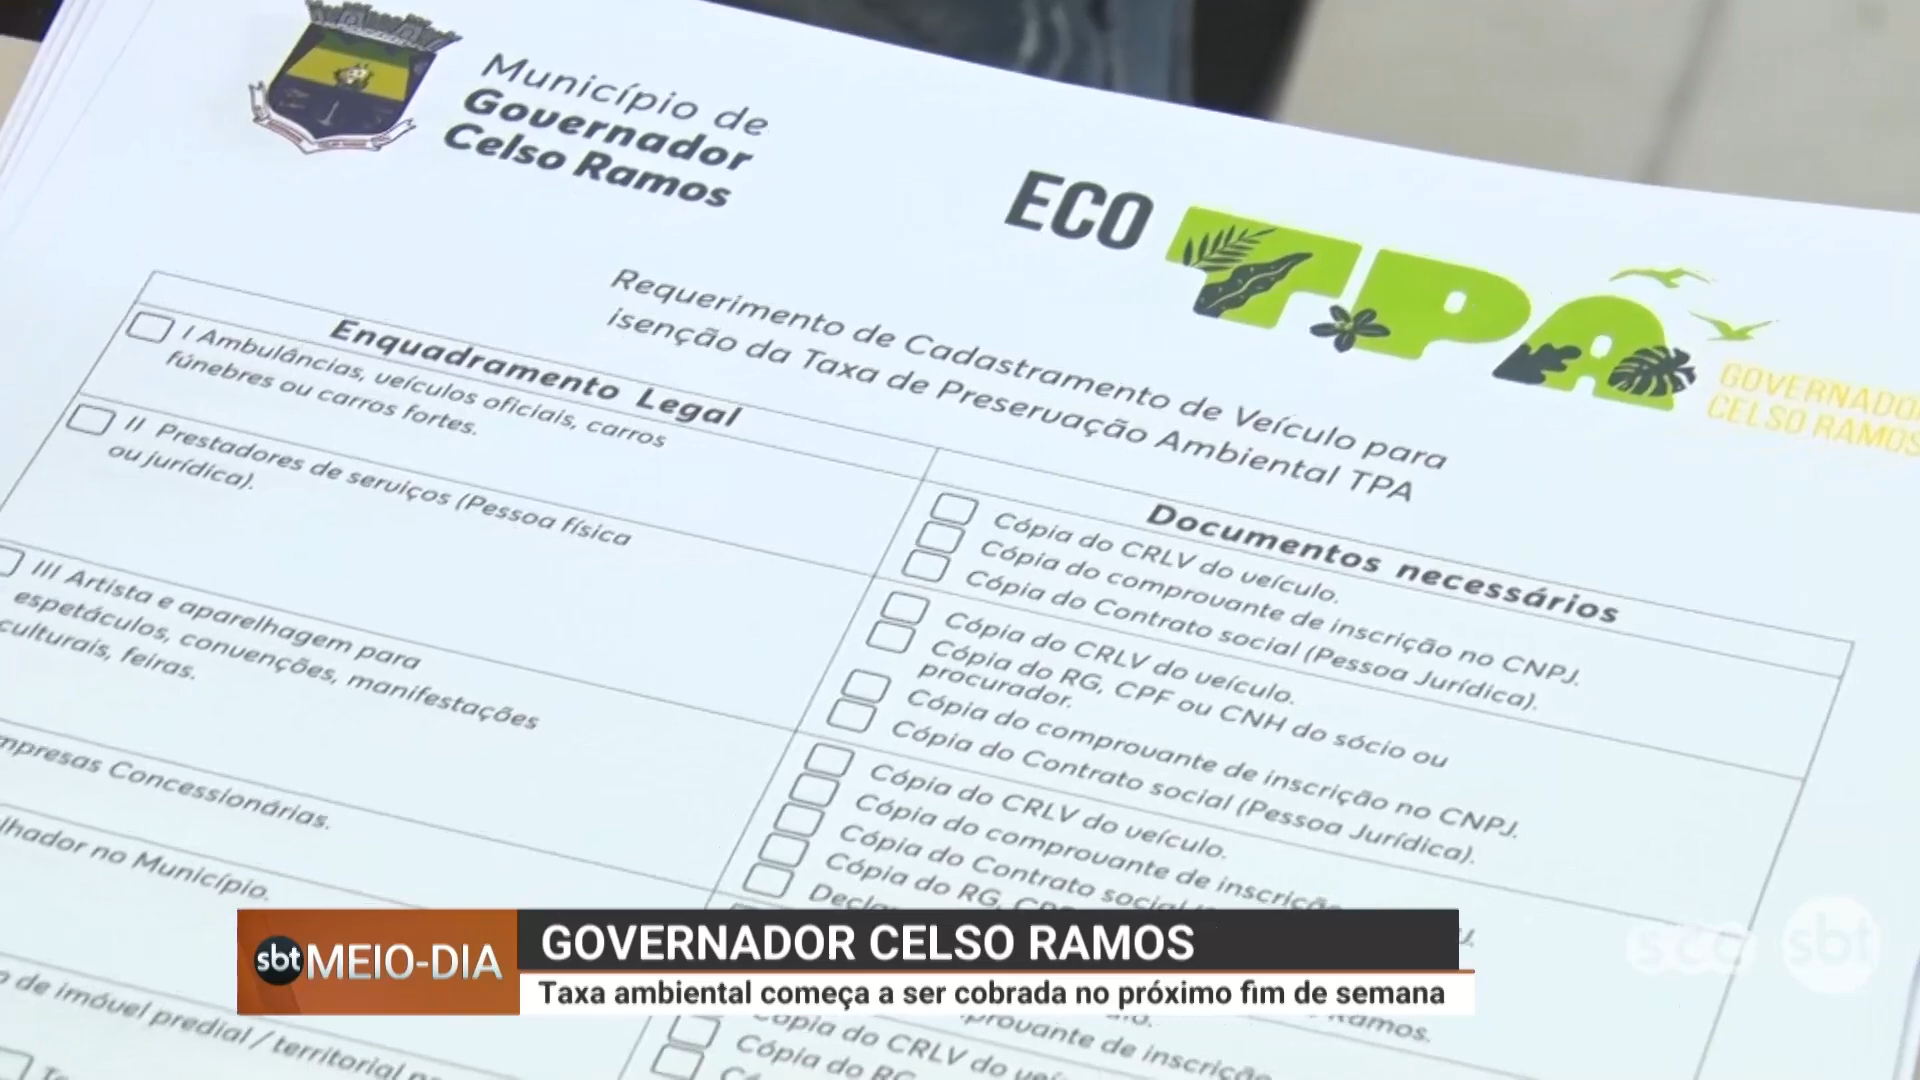 Município de
Governador
Celso Ramos
ECO
TPA
GOVERNADOR
CELSO RAMOS
Requerimento de Cadastramento de Veículo para
isenção da Taxa de Preservação Ambiental TPA
Enquadramento Legal
I Ambulâncias, veículos oficiais, carros
fúnebres ou carros fortes.
II Prestadores de serviços (Pessoa física
ou jurídica).
III Artista e aparelhagem para
espetáculos, convenções, manifestações
culturais, feiras.
mpresas Concessionárias.
lhador no Município.
de imóvel predial / territorial
Documentos necessários
Cópia do CRLV do veículo.
Cópia do comprovante de inscrição no CNPJ.
Cópia do Contrato social (Pessoa Jurídica).
Cópia do CRLV do veículo.
Cópia do RG, CPF ou CNH do sócio ou
procurador.
Cópia do comprovante de inscrição no CNPJ.
Cópia do Contrato social (Pessoa Jurídica).
Cópia do CRLV do veículo.
Cópia do comprovante de inscrição
Cópia do Contrato social
Cópia do RG,
Ramos.
Cópia do CRLV do
Cópia do RG
sbt MEIO-DIA
GOVERNADOR CELSO RAMOS
Taxa ambiental começa a ser cobrada no próximo fim de semana
scc sbt